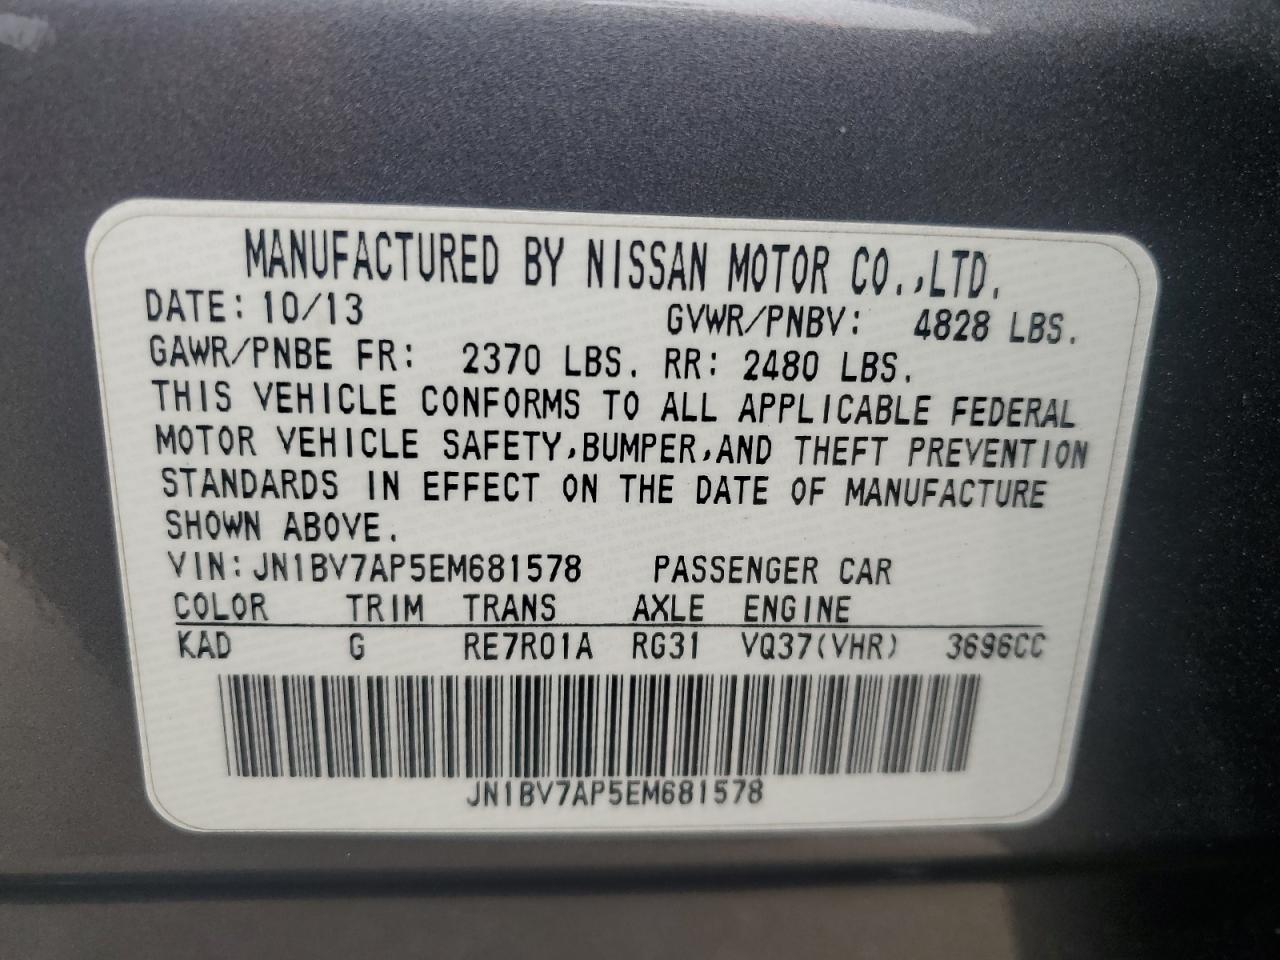 MANUFACTURED BY NISSAN MOTOR CO.,LTD.
DATE: 10/13 GVWR/PNBV: 4828 LBS.
GAWR/PNBE FR: 2370 LBS. RR: 2480 LBS.
THIS VEHICLE CONFORMS TO ALL APPLICABLE FEDERAL
MOTOR VEHICLE SAFETY,BUMPER,AND THEFT PREVENTION
STANDARDS IN EFFECT ON THE DATE OF MANUFACTURE
SHOWN ABOVE.
VIN:JN1BV7AP5EM681578 PASSENGER CAR
COLOR TRIM TRANS AXLE ENGINE
KAD G RE7R01A RG31 VQ37(VHR) 3696CC
JN1BV7AP5EM681578